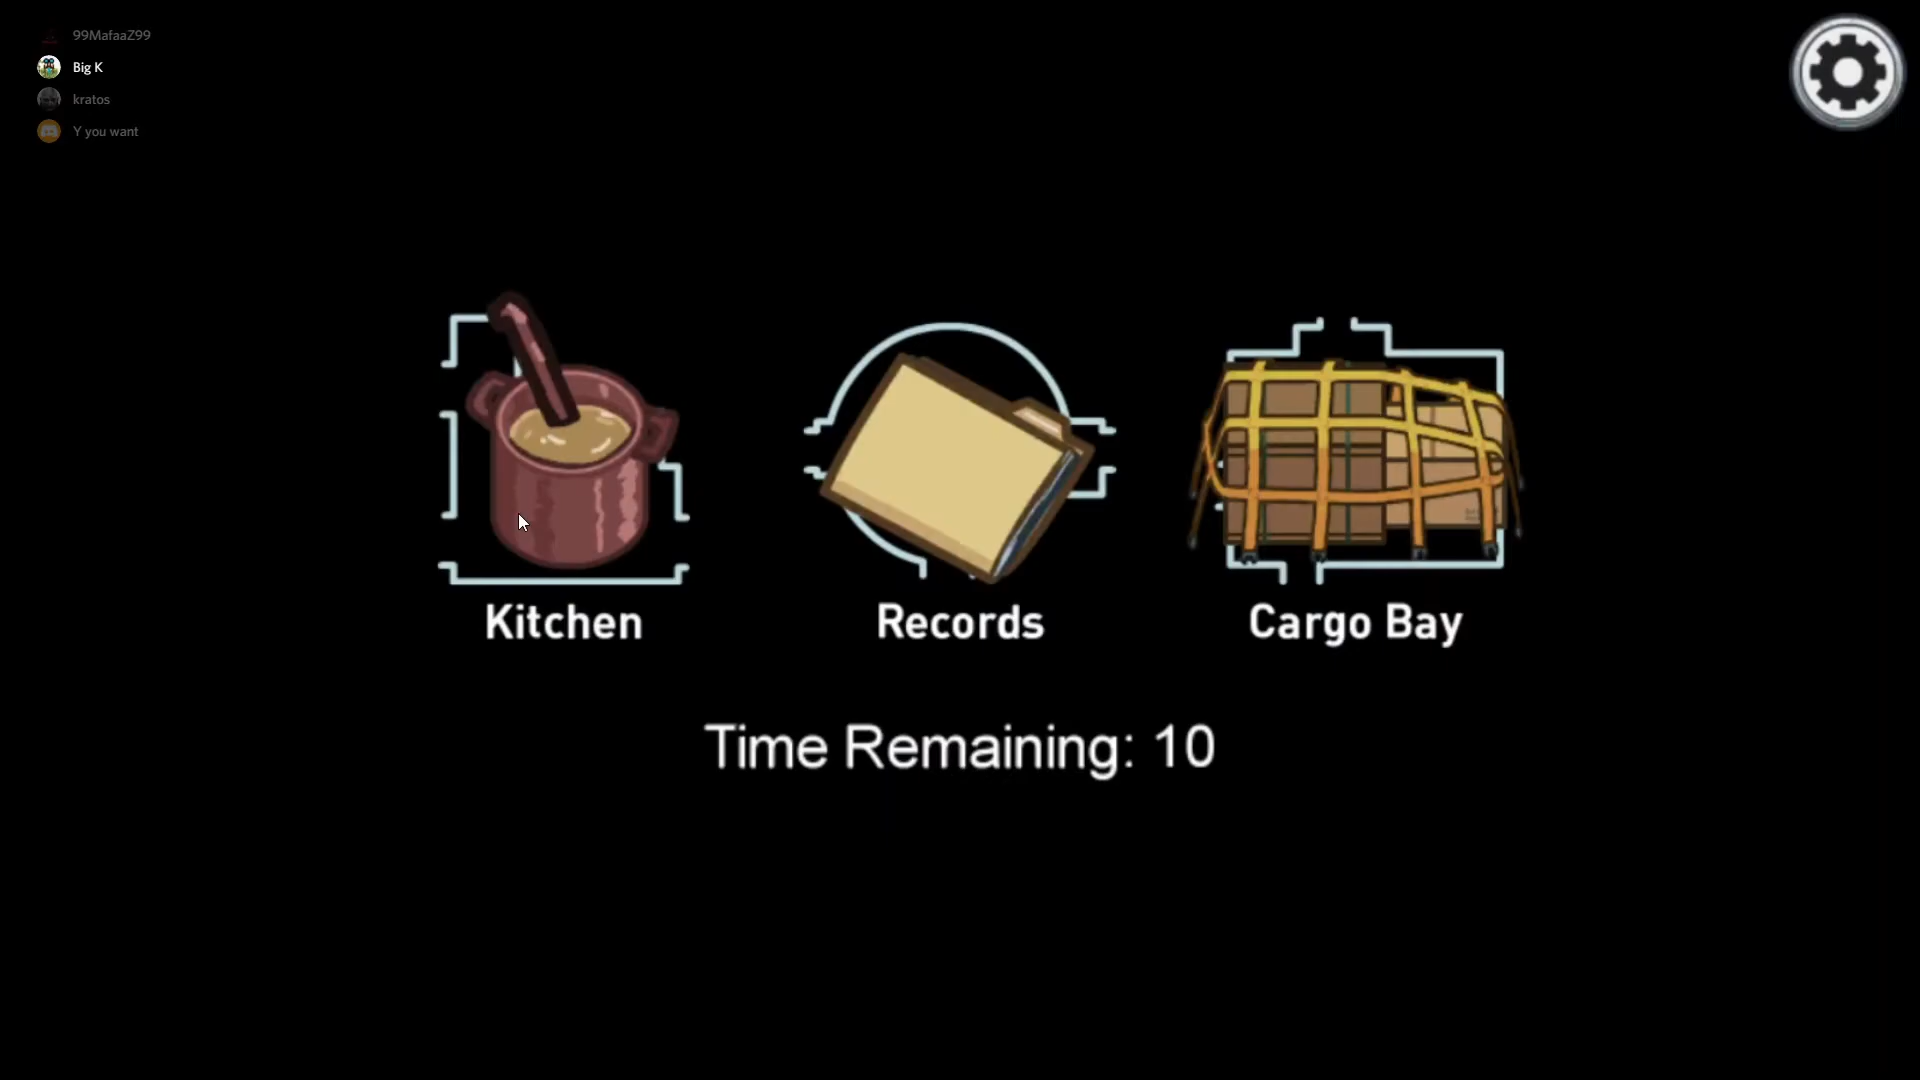 99MafaaZ99
Big K
kratos
Y you want
Kitchen
Records
Cargo Bay
Time Remaining: 10